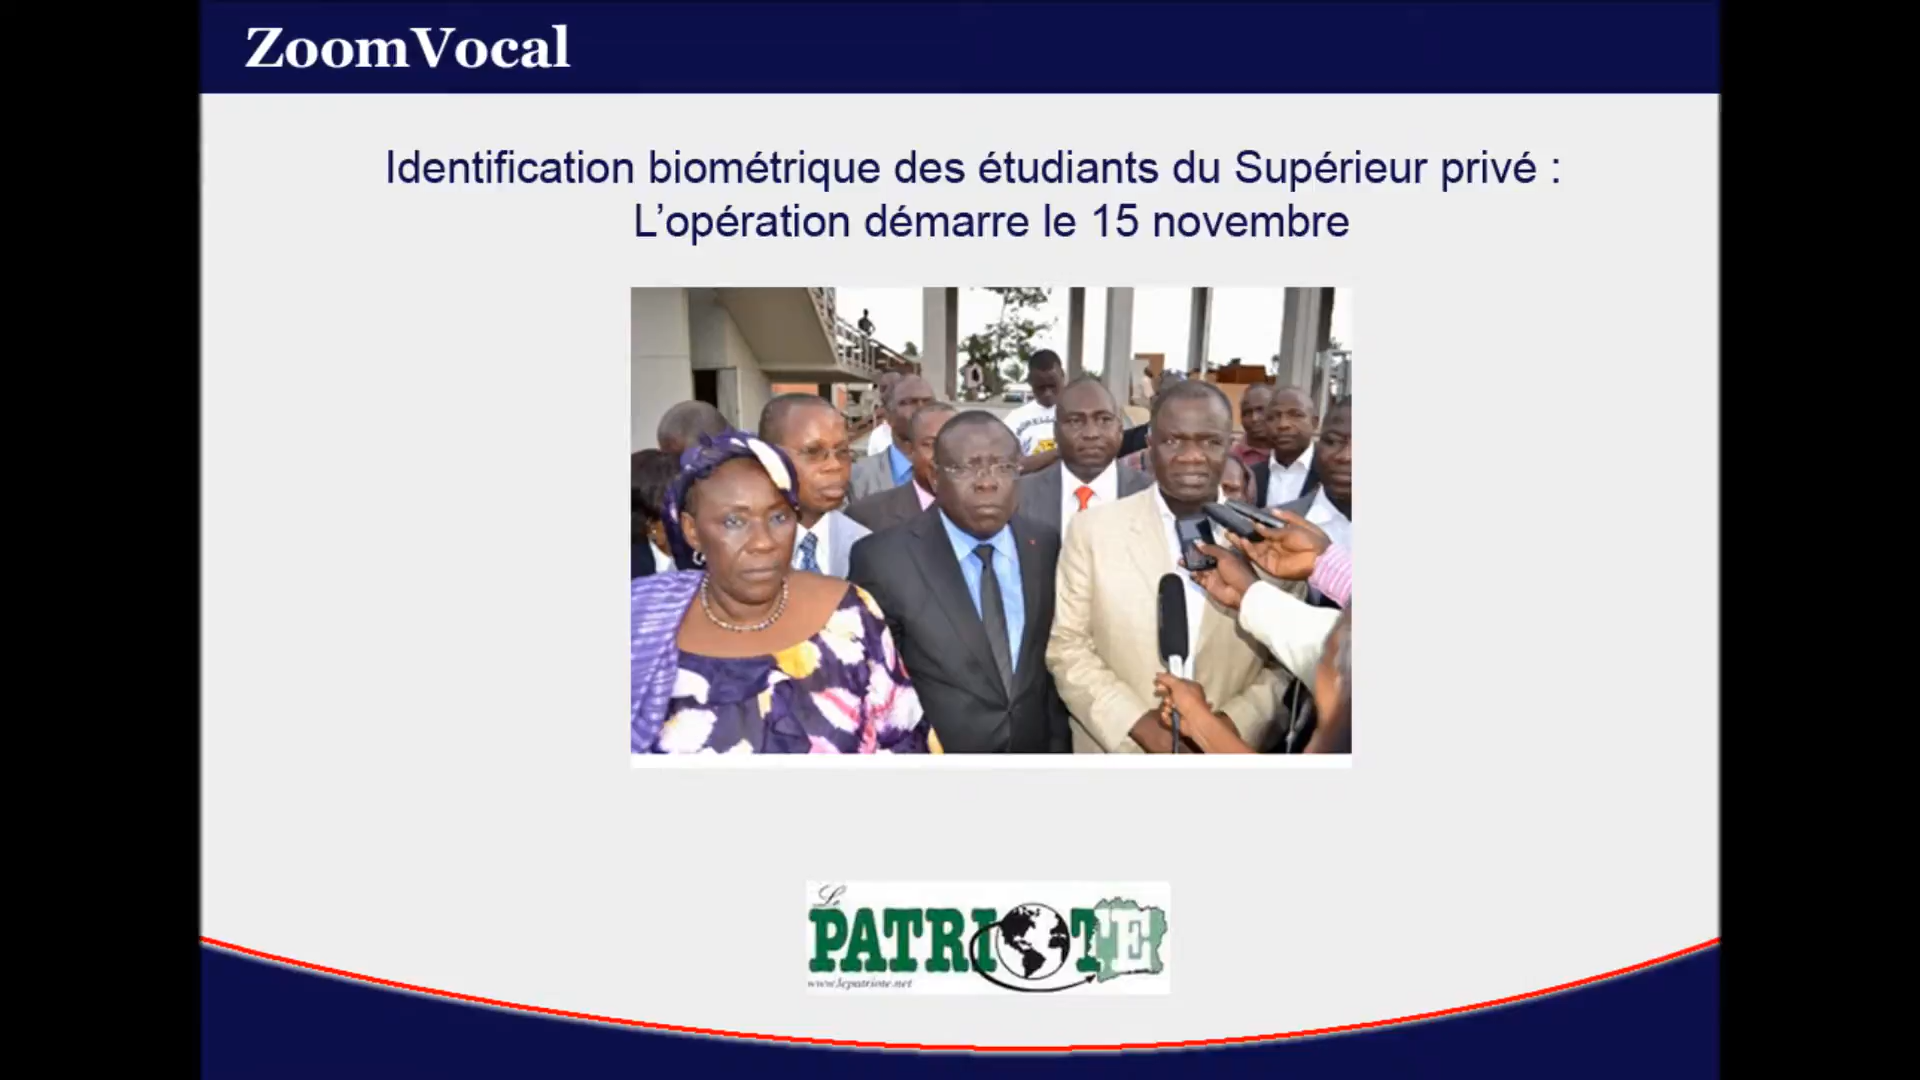 ZoomVocal
Identification biométrique des étudiants du Supérieur privé :
L’opération démarre le 15 novembre
Le
PATRIOTE
www.lepatriote.net